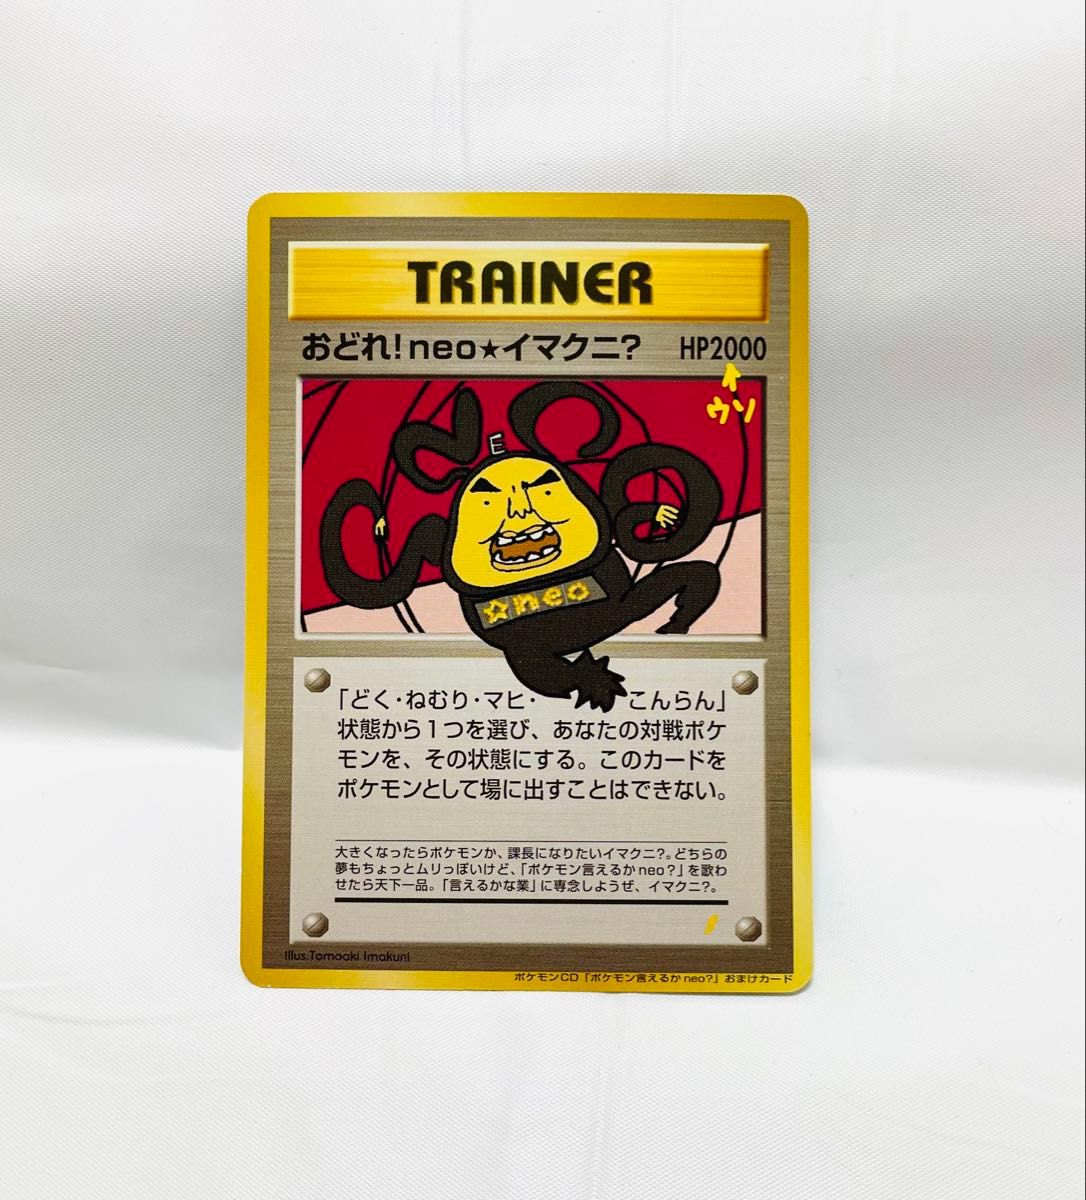 TRAINER
おどれ!neo★イマクニ? HP2000
↑
ウソ
E
☆neo
「どく・ねむり・マヒ・ こんらん」
状態から1つを選び、あなたの対戦ポケ
モンを、その状態にする。このカードを
ポケモンとして場に出すことはできない。
大きくなったらポケモンか、課長になりたいイマクニ?。どちらの
夢もちょっとムリっぽいけど、「ポケモン言えるかneo?」を歌わ
せたら天下一品。「言えるかな業」に専念しようぜ、イマクニ?。
Illus.Tomoaki Imakuni
ポケモンCD「ポケモン言えるかneo?」おまけカード